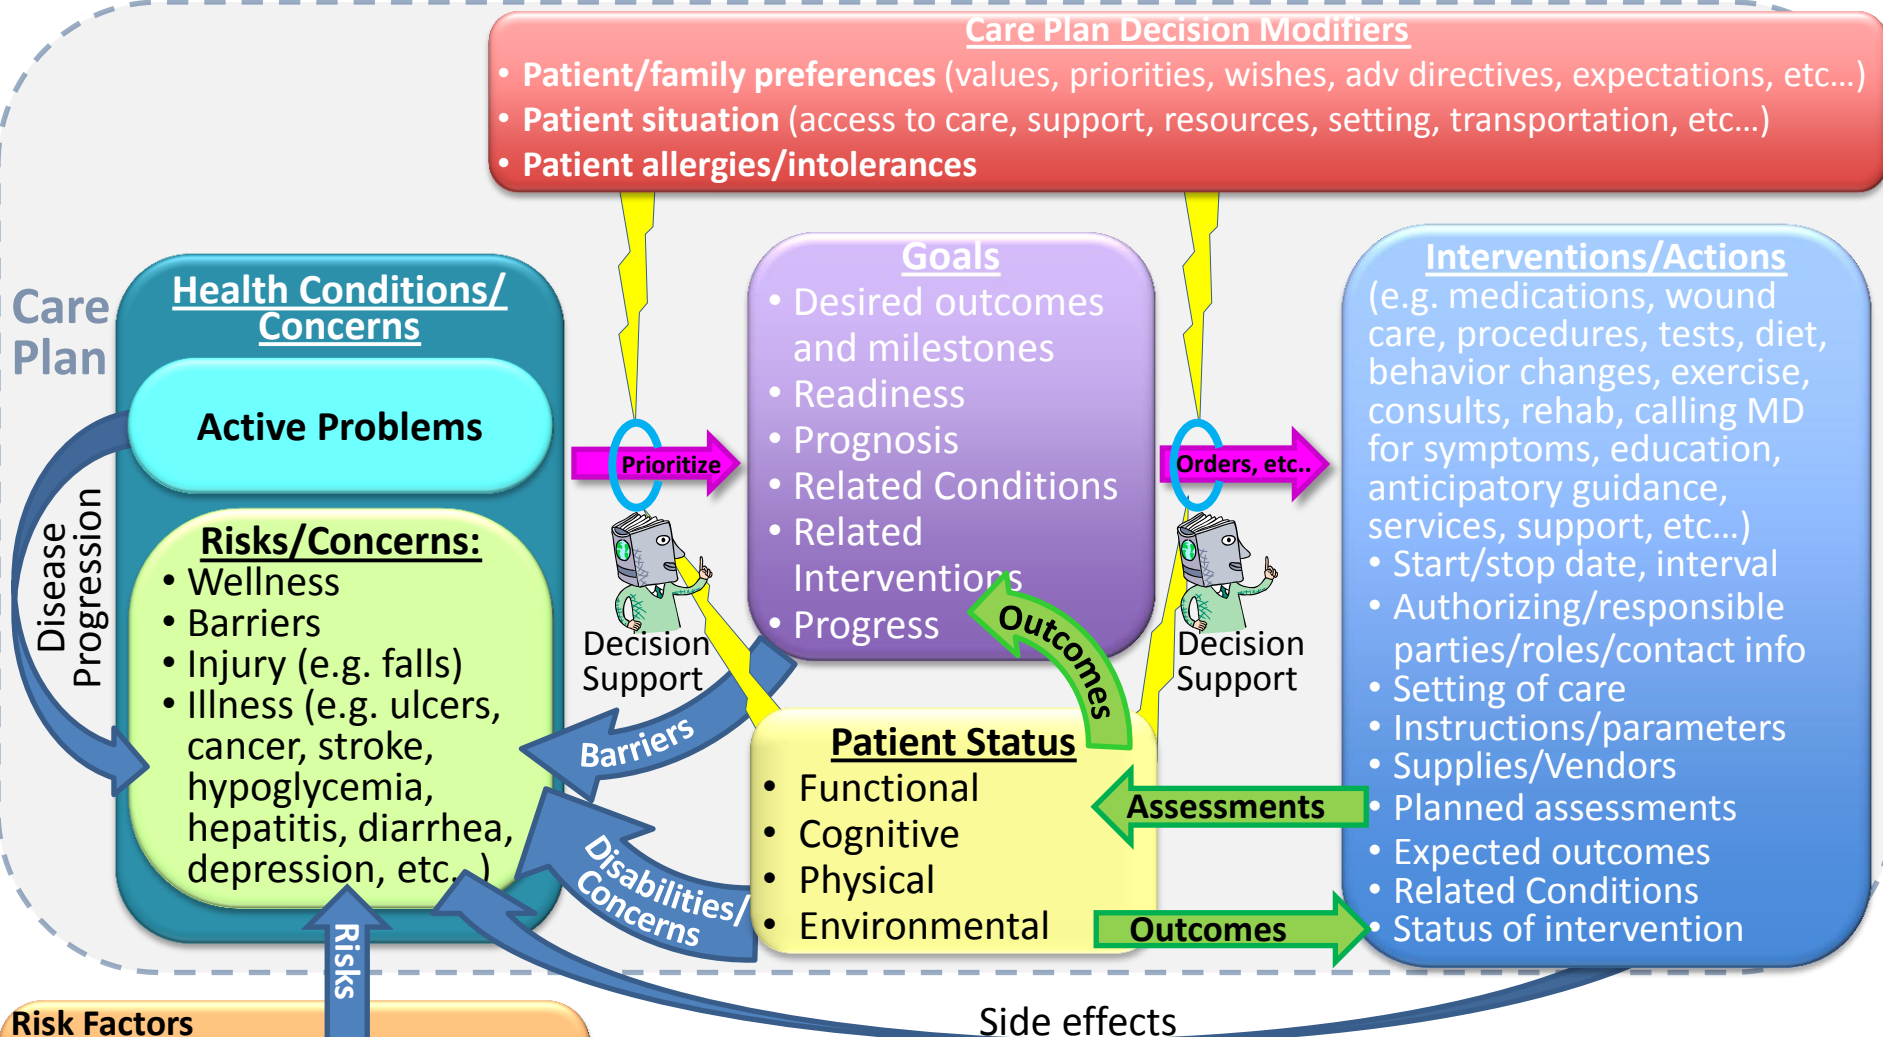 Care Plan Decision Modifiers
• Patient/family preferences (values, priorities, wishes, adv directives, expectations, etc…)
• Patient situation (access to care, support, resources, setting, transportation, etc…)
• Patient allergies/intolerances
Care
Plan
Health Conditions/
Concerns
Active Problems
Disease
Progression
Risks/Concerns:
• Wellness
• Barriers
• Injury (e.g. falls)
• Illness (e.g. ulcers,
cancer, stroke,
hypoglycemia,
hepatitis, diarrhea,
depression, etc…)
Prioritize
Decision
Support
Goals
• Desired outcomes
and milestones
• Readiness
• Prognosis
• Related Conditions
• Related
Interventions
• Progress
Orders, etc..
Decision
Support
Interventions/Actions
(e.g. medications, wound
care, procedures, tests, diet,
behavior changes, exercise,
consults, rehab, calling MD
for symptoms, education,
anticipatory guidance,
services, support, etc…)
• Start/stop date, interval
• Authorizing/responsible
parties/roles/contact info
• Setting of care
• Instructions/parameters
• Supplies/Vendors
• Planned assessments
• Expected outcomes
• Related Conditions
• Status of intervention
Outcomes
Barriers
Patient Status
• Functional
• Cognitive
• Physical
• Environmental
Assessments
Disabilities/
Concerns
Outcomes
Risks
Side effects
Risk Factors